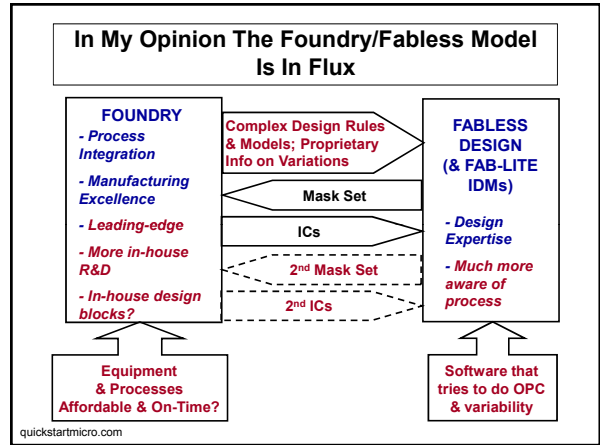 In My Opinion The Foundry/Fabless Model
Is In Flux
FOUNDRY
- Process
Integration
- Manufacturing
Excellence
- Leading-edge
- More in-house
R&D
- In-house design
blocks?
Complex Design Rules
& Models; Proprietary
Info on Variations
Mask Set
ICs
2nd Mask Set
2nd ICs
FABLESS
DESIGN
(& FAB-LITE
IDMs)
- Design
Expertise
- Much more
aware of
process
Equipment
& Processes
Affordable & On-Time?
Software that
tries to do OPC
& variability
quickstartmicro.com